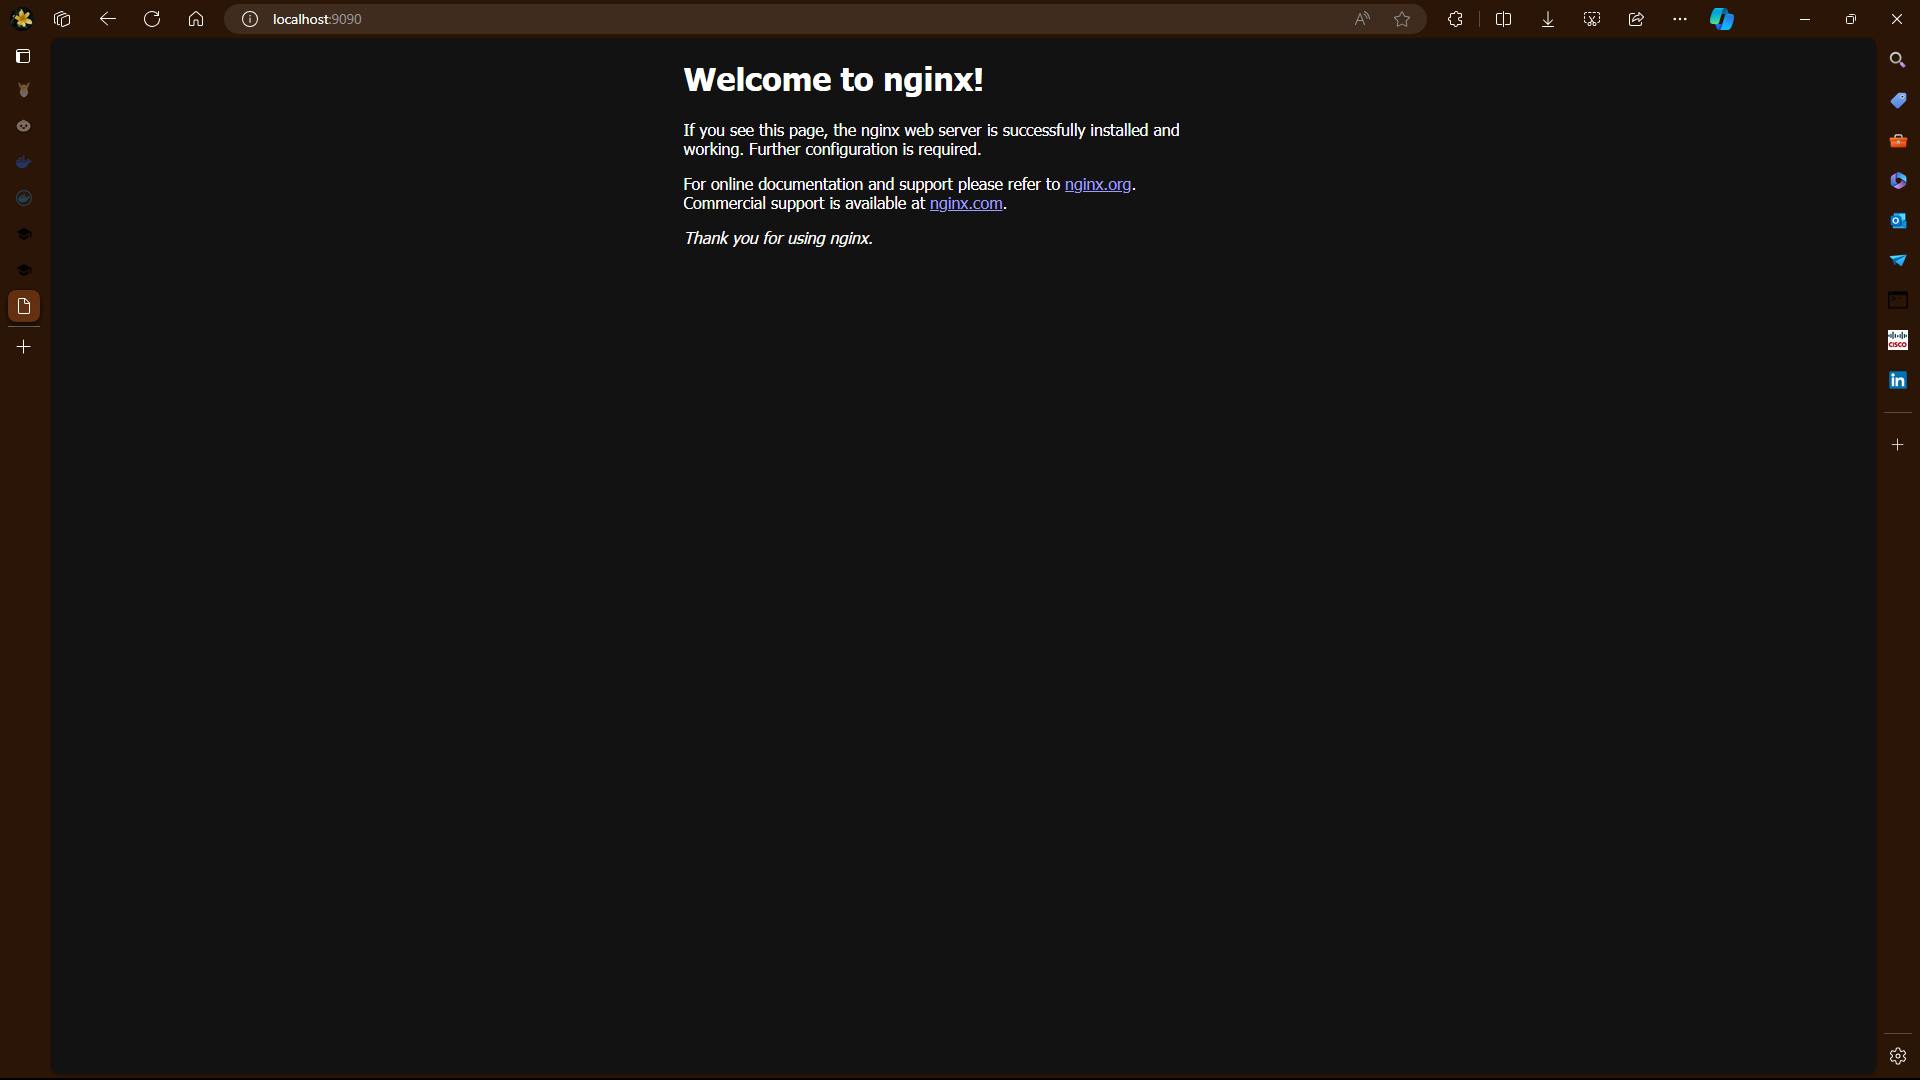 localhost:9090
Welcome to nginx!
If you see this page, the nginx web server is successfully installed and
working. Further configuration is required.
For online documentation and support please refer to nginx.org.
Commercial support is available at nginx.com.
Thank you for using nginx.
CISCO
in